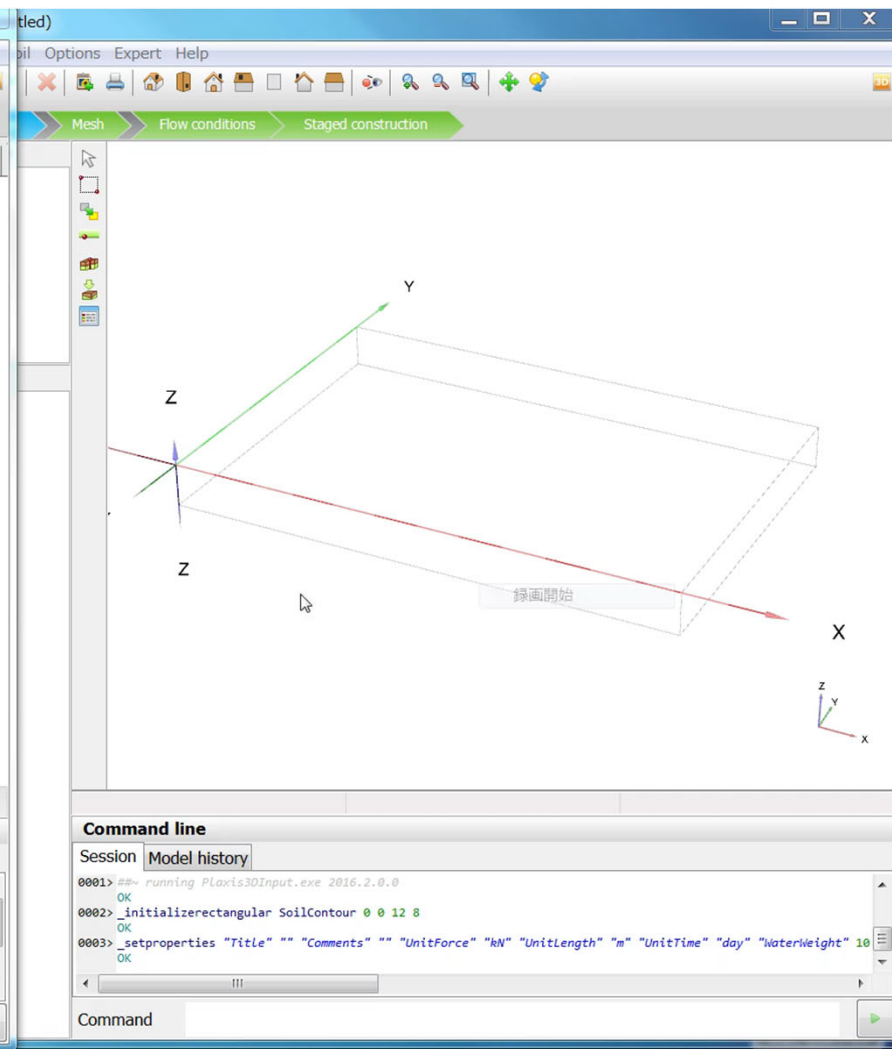 tled)
oil Options Expert Help
3D
Mesh Flow conditions Staged construction
Y
Z
Z
録画開始
X
Z
Y
X
Command line
Session Model history
0001> ##~ running Plaxis3DInput.exe 2016.2.0.0
OK
0002> _initializerectangular SoilContour 0 0 12 8
OK
0003> _setproperties "Title" "" "Comments" "" "UnitForce" "kN" "UnitLength" "m" "UnitTime" "day" "WaterWeight" 10
OK
Command